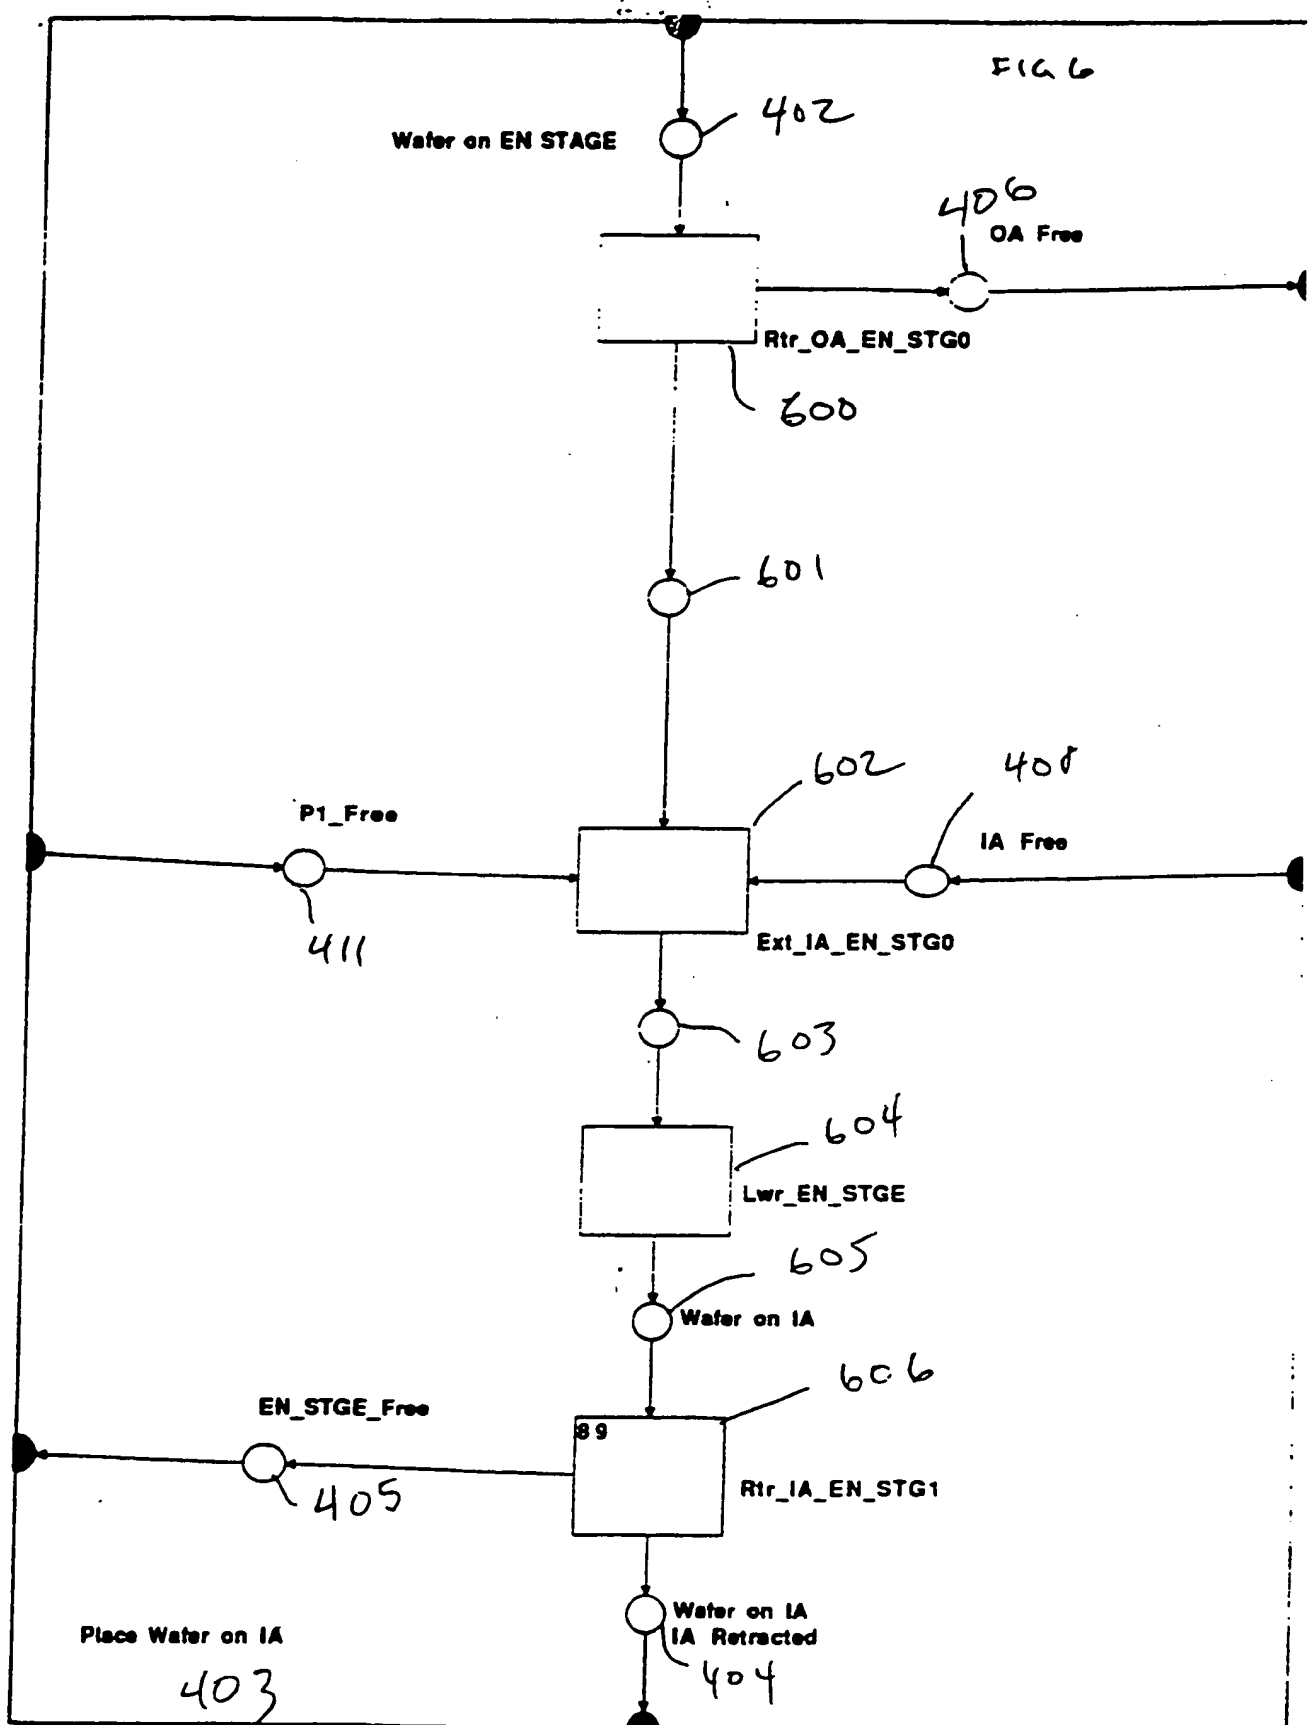 FIG 6
402
Wafer on EN STAGE
406
OA Free
Rtr_OA_EN_STG0
600
601
602
408
P1_Free
IA Free
411
Ext_IA_EN_STG0
603
604
Lwr_EN_STGE
605
Wafer on IA
606
EN_STGE_Free
89
405
Rtr_IA_EN_STG1
Wafer on IA
IA Retracted
Place Wafer on IA
404
403